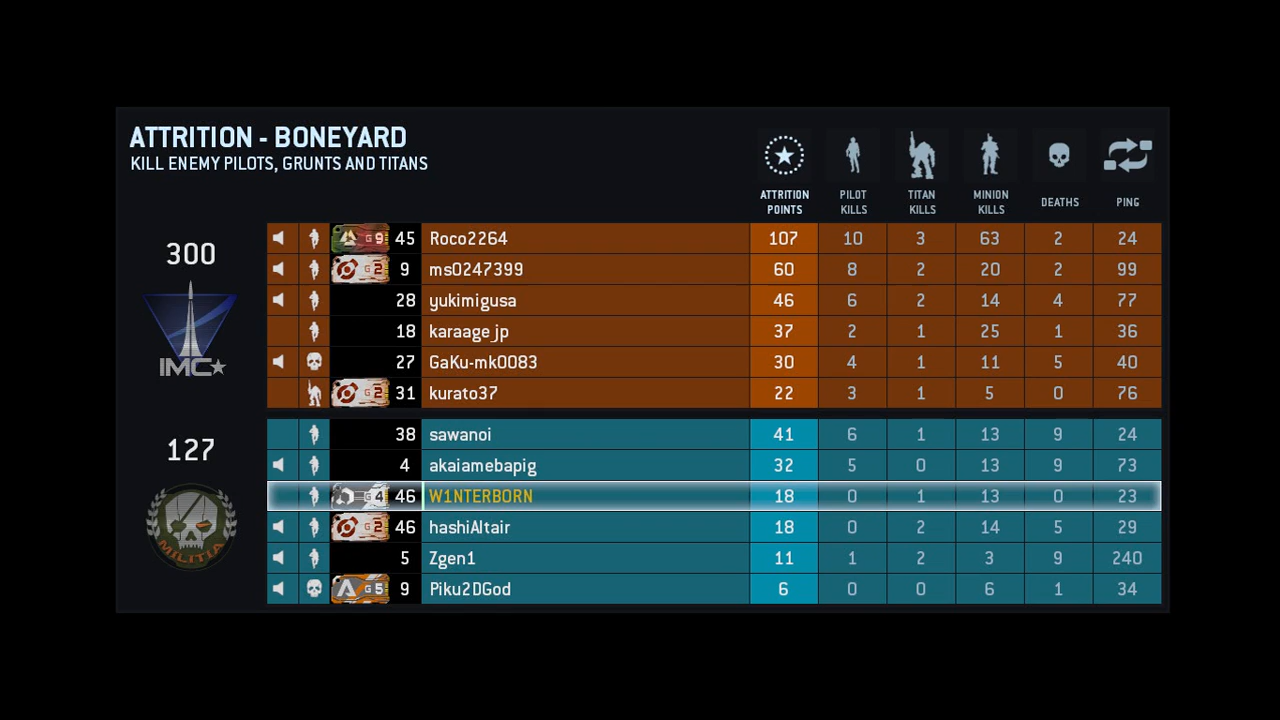 ATTRITION - BONEYARD
KILL ENEMY PILOTS, GRUNTS AND TITANS
ATTRITION POINTS PILOT KILLS TITAN KILLS MINION KILLS DEATHS PING
300
IMC
G9 45 Roco2264 107 10 3 63 2 24
G2 9 ms0247399 60 8 2 20 2 99
28 yukimigusa 46 6 2 14 4 77
18 karaage jp 37 2 1 25 1 36
27 GaKu-mk0083 30 4 1 11 5 40
G2 31 kurato37 22 3 1 5 0 76
127
MILITIA
38 sawanoi 41 6 1 13 9 24
4 akaiamebapig 32 5 0 13 9 73
G4 46 W1NTERBORN 18 0 1 13 0 23
G2 46 hashiAltair 18 0 2 14 5 29
5 Zgen1 11 1 2 3 9 240
G5 9 Piku2DGod 6 0 0 6 1 34